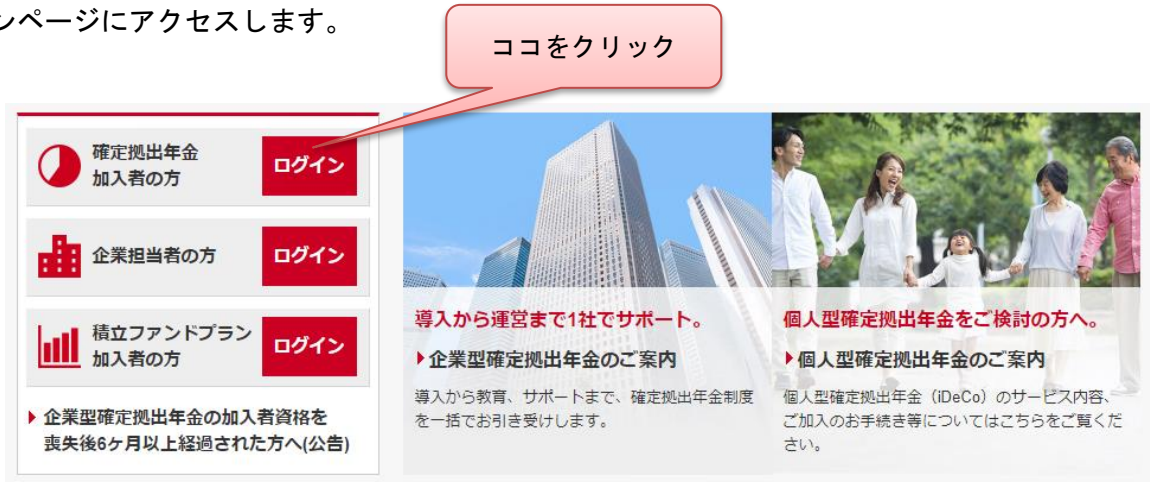 ンページにアクセスします。
ココをクリック
確定拠出年金
加入者の方
ログイン
企業担当者の方
ログイン
積立ファンドプラン
加入者の方
ログイン
企業型確定拠出年金の加入者資格を
喪失後6ヶ月以上経過された方へ(公告)
導入から運営まで1社でサポート。
企業型確定拠出年金のご案内
導入から教育、サポートまで、確定拠出年金制度
を一括でお引き受けします。
個人型確定拠出年金をご検討の方へ。
個人型確定拠出年金のご案内
個人型確定拠出年金（iDeCo）のサービス内容、
ご加入のお手続き等についてはこちらをご覧くだ
さい。